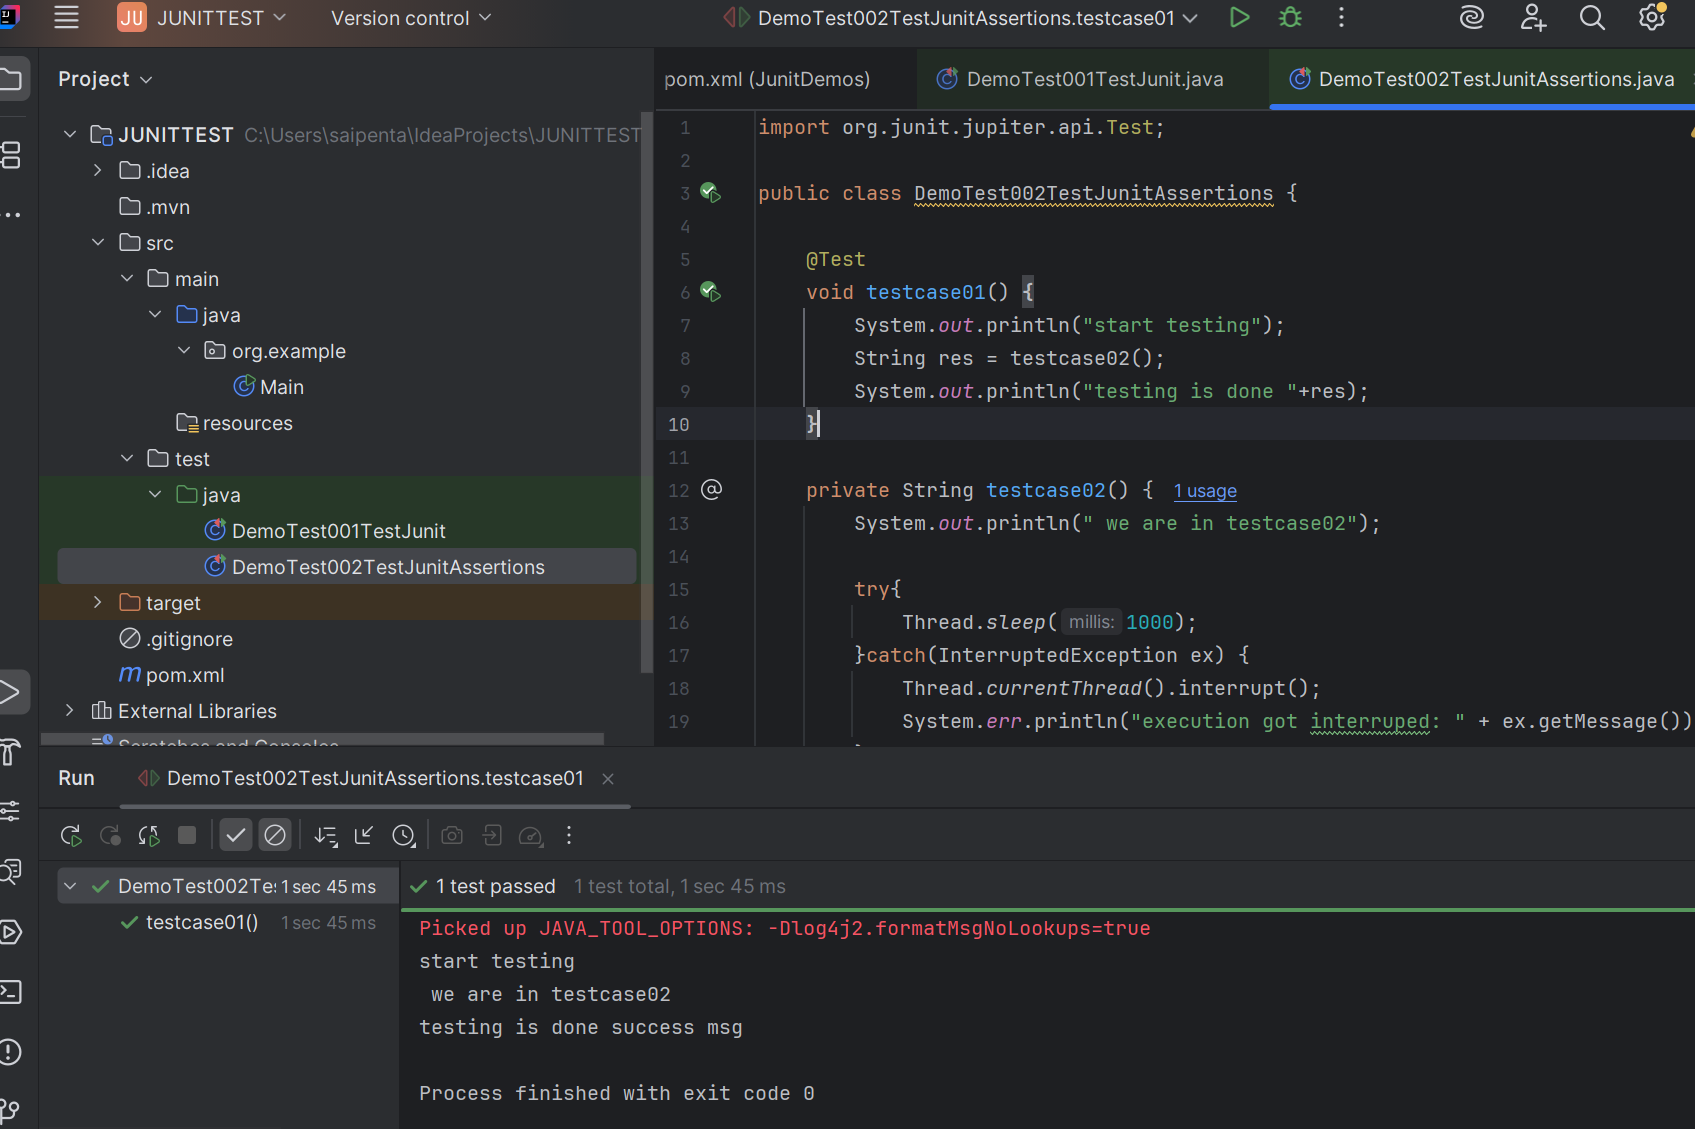 JU JUNITTEST Version control DemoTest002TestJunitAssertions.testcase01
Project
pom.xml (JunitDemos) DemoTest001TestJunit.java DemoTest002TestJunitAssertions.java
JUNITTEST C:\Users\saipenta\IdeaProjects\JUNITTEST
.idea
.mvn
src
main
java
org.example
Main
resources
test
java
DemoTest001TestJunit
DemoTest002TestJunitAssertions
target
.gitignore
pom.xml
External Libraries
Scratches and Consoles
1 import org.junit.jupiter.api.Test;
2
3 public class DemoTest002TestJunitAssertions {
4
5 @Test
6 void testcase01() {
7 System.out.println("start testing");
8 String res = testcase02();
9 System.out.println("testing is done "+res);
10 }
11
12 private String testcase02() { 1 usage
13 System.out.println(" we are in testcase02");
14
15 try{
16 Thread.sleep( millis: 1000);
17 }catch(InterruptedException ex) {
18 Thread.currentThread().interrupt();
19 System.err.println("execution got interruped: " + ex.getMessage())
Run DemoTest002TestJunitAssertions.testcase01
DemoTest002Te 1 sec 45 ms
testcase01() 1 sec 45 ms
1 test passed 1 test total, 1 sec 45 ms
Picked up JAVA_TOOL_OPTIONS: -Dlog4j2.formatMsgNoLookups=true
start testing
we are in testcase02
testing is done success msg
Process finished with exit code 0